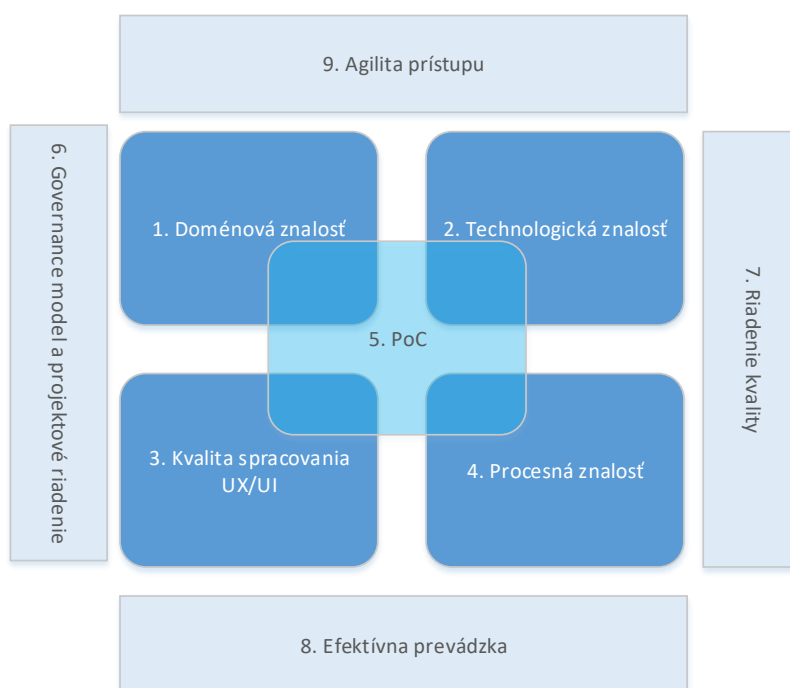 9. Agilita prístupu
6. Governance model a projektové riadenie
1. Doménová znalosť
2. Technologická znalosť
5. PoC
7. Riadenie kvality
3. Kvalita spracovania
UX/UI
4. Procesná znalosť
8. Efektívna prevádzka